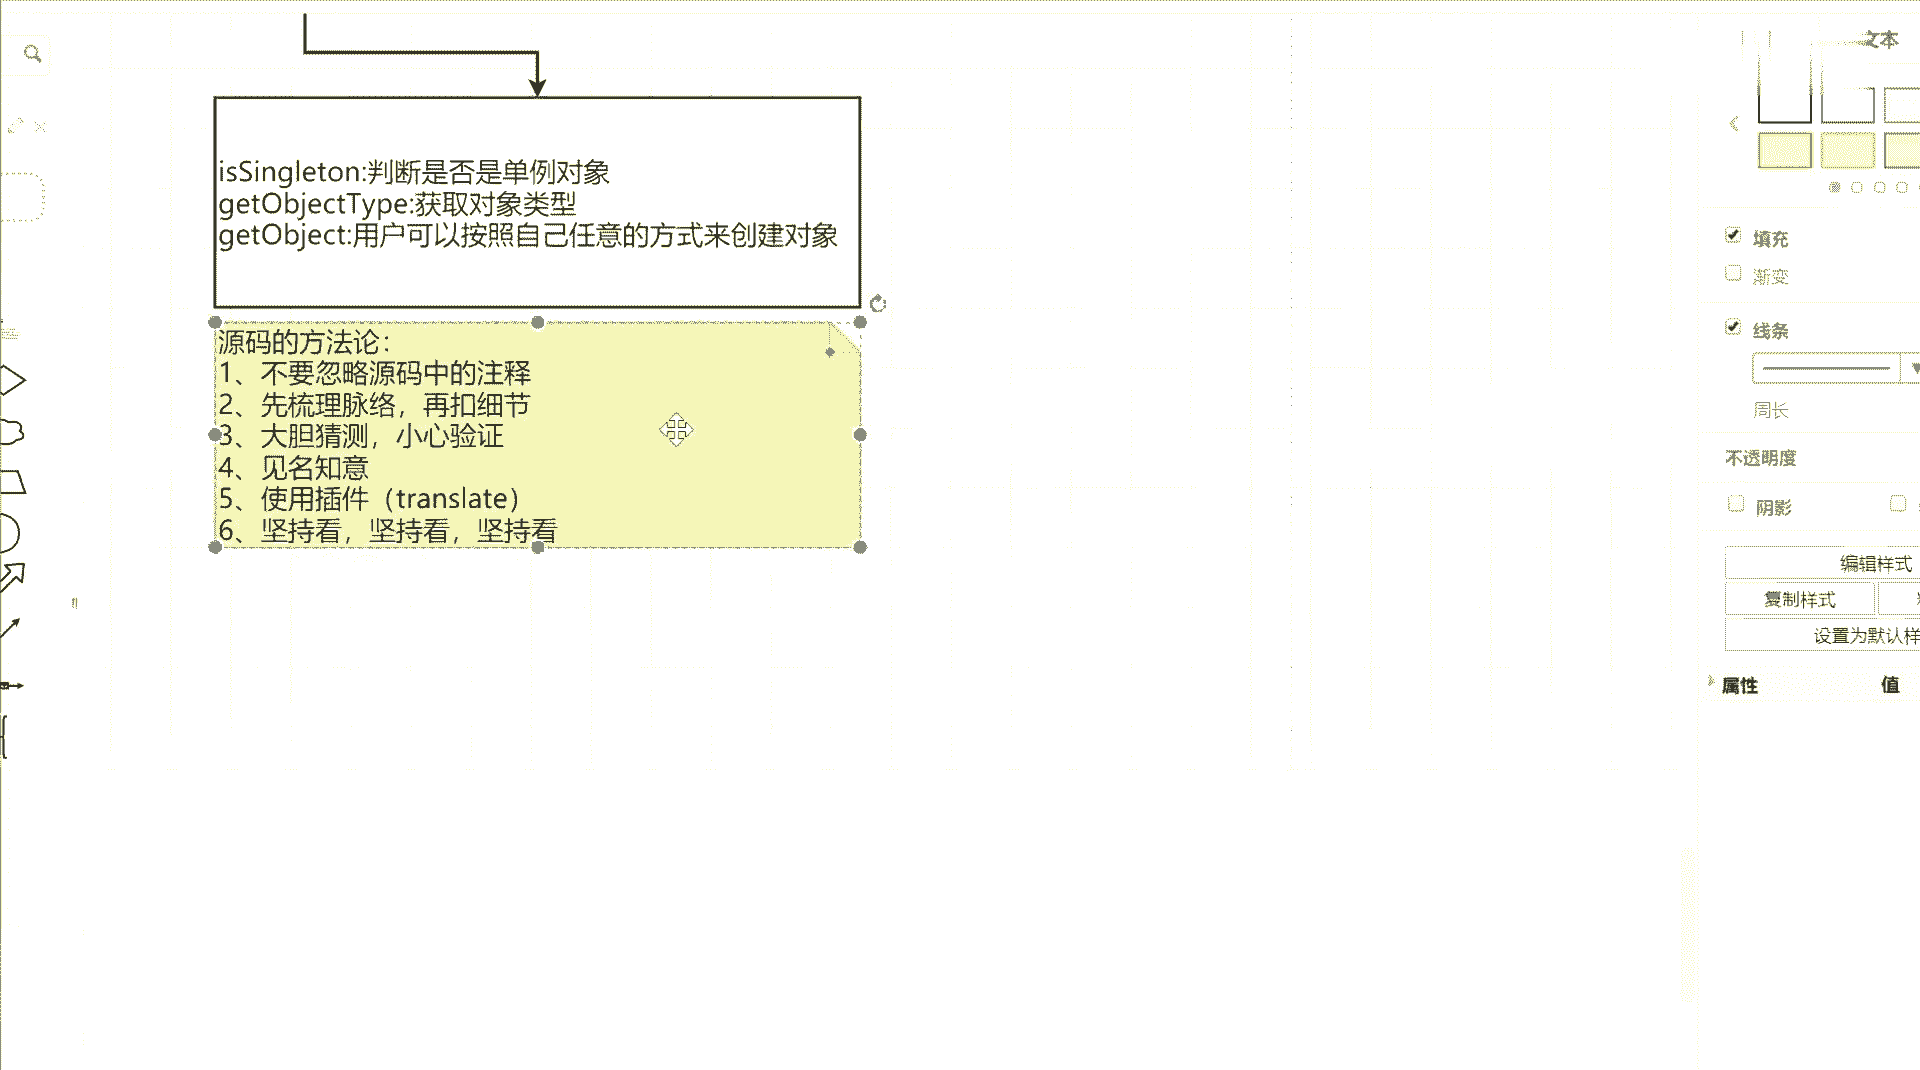 文本
isSingleton:判断是否是单例对象
getObjectType:获取对象类型
getObject:用户可以按照自己任意的方式来创建对象
源码的方法论：
1、不要忽略源码中的注释
2、先梳理脉络，再扣细节
3、大胆猜测，小心验证
4、见名知意
5、使用插件（translate）
6、坚持看，坚持看，坚持看
填充
渐变
线条
周长
不透明度
阴影
编辑样式
复制样式
设置为默认样
属性 值